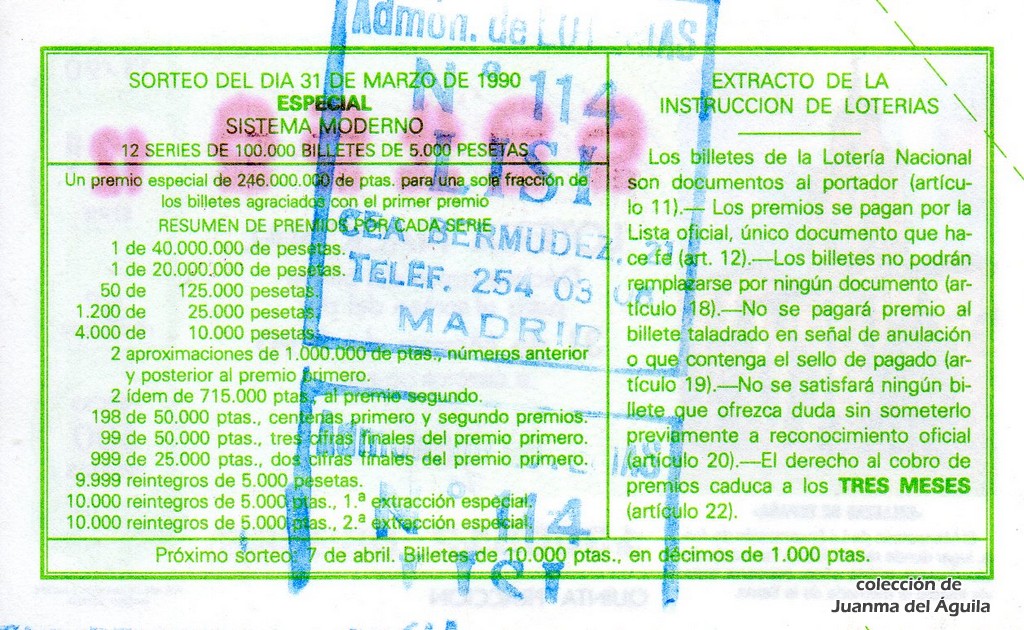 Admón. de
Nº 114
LISI
CEA BERMUDEZ, 21
TELEF. 254 03 08
MADRID
SORTEO DEL DIA 31 DE MARZO DE 1990
ESPECIAL
SISTEMA MODERNO
12 SERIES DE 100.000 BILLETES DE 5.000 PESETAS
Un premio especial de 246.000.000 de ptas. para una sola fracción de
los billetes agraciados con el primer premio
RESUMEN DE PREMIOS POR CADA SERIE
1 de 40.000.000 de pesetas.
1 de 20.000.000 de pesetas.
50 de 125.000 pesetas.
1.200 de 25.000 pesetas.
4.000 de 10.000 pesetas.
2 aproximaciones de 1.000.000 de ptas., números anterior
y posterior al premio primero.
2 ídem de 715.000 ptas., al premio segundo.
198 de 50.000 ptas., centenas primero y segundo premios.
99 de 50.000 ptas., tres cifras finales del premio primero.
999 de 25.000 ptas., dos cifras finales del premio primero.
9.999 reintegros de 5.000 pesetas.
10.000 reintegros de 5.000 ptas., 1.ª extracción especial.
10.000 reintegros de 5.000 ptas., 2.ª extracción especial.
EXTRACTO DE LA
INSTRUCCION DE LOTERIAS
Los billetes de la Lotería Nacional
son documentos al portador (artícu-
lo 11).— Los premios se pagan por la
Lista oficial, único documento que ha-
ce fe (art. 12).—Los billetes no podrán
remplazarse por ningún documento (ar-
tículo 18).—No se pagará premio al
billete taladrado en señal de anulación
o que contenga el sello de pagado (ar-
tículo 19).—No se satisfará ningún bi-
llete que ofrezca duda sin someterlo
previamente a reconocimiento oficial
(artículo 20).—El derecho al cobro de
premios caduca a los TRES MESES
(artículo 22).
Nº 114
LISI
Próximo sorteo, 7 de abril. Billetes de 10.000 ptas., en décimos de 1.000 ptas.
colección de
Juanma del Águila